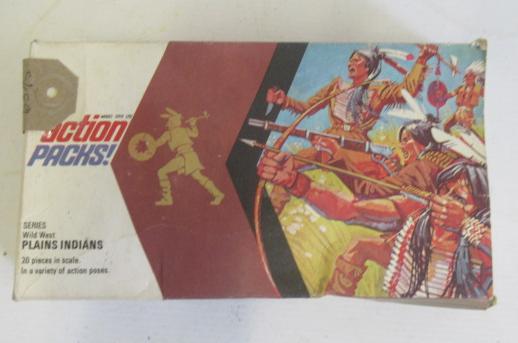 action
PACKS!
SERIES
Wild West
PLAINS INDIANS
20 pieces in scale.
In a variety of action poses.